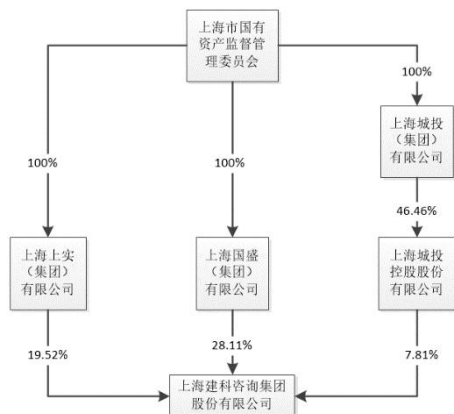 上海市国有
资产监督管
理委员会
100%
上海城投
（集团）
有限公司
100%
100%
46.46%
上海上实
（集团）
有限公司
上海国盛
（集团）
有限公司
上海城投
控股股份
有限公司
19.52%
28.11%
7.81%
上海建科咨询集团
股份有限公司